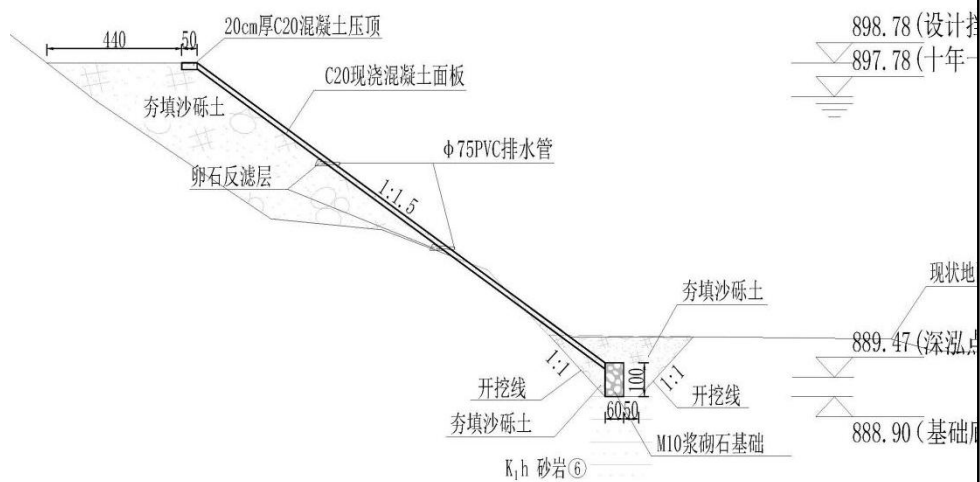 440
50
20cm厚C20混凝土压顶
C20现浇混凝土面板
夯填沙砾土
φ75PVC排水管
卵石反滤层
1:1.5
898.78(设计
897.78(十年一
夯填沙砾土
现状地
889.47(深泓点
1:1
1:1
100
开挖线
开挖线
6050
夯填沙砾土
M10浆砌石基础
888.90(基础
K₁h 砂岩⑥